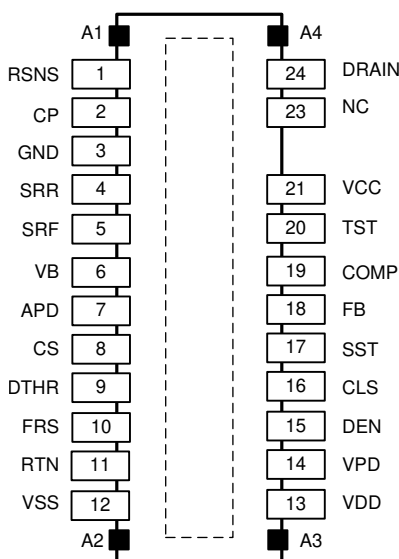 A1 A4
RSNS 1 24 DRAIN
CP 2 23 NC
GND 3
SRR 4 21 VCC
SRF 5 20 TST
VB 6 19 COMP
APD 7 18 FB
CS 8 17 SST
DTHR 9 16 CLS
FRS 10 15 DEN
RTN 11 14 VPD
VSS 12 13 VDD
A2 A3